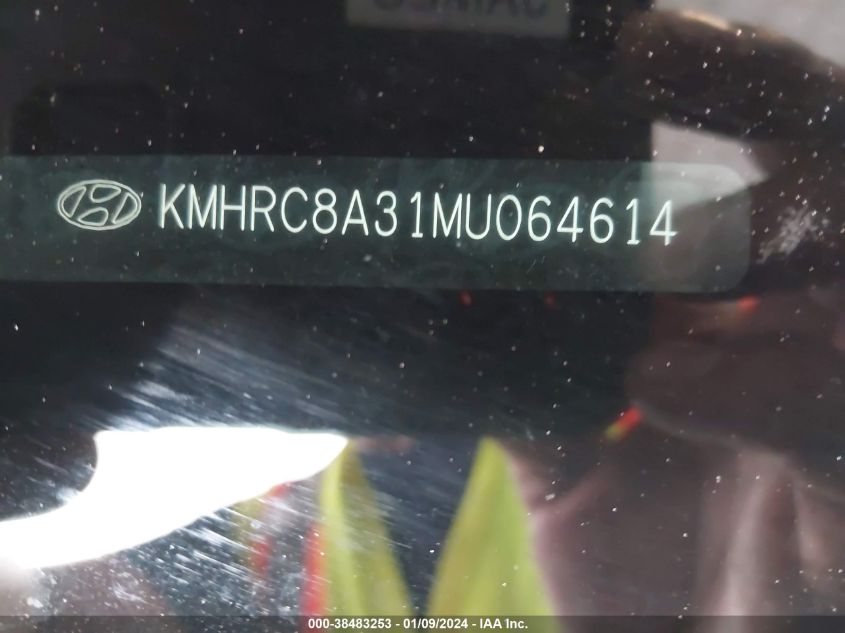 KMHRC8A31MU064614
000-38483253 - 01/09/2024 - IAA Inc.